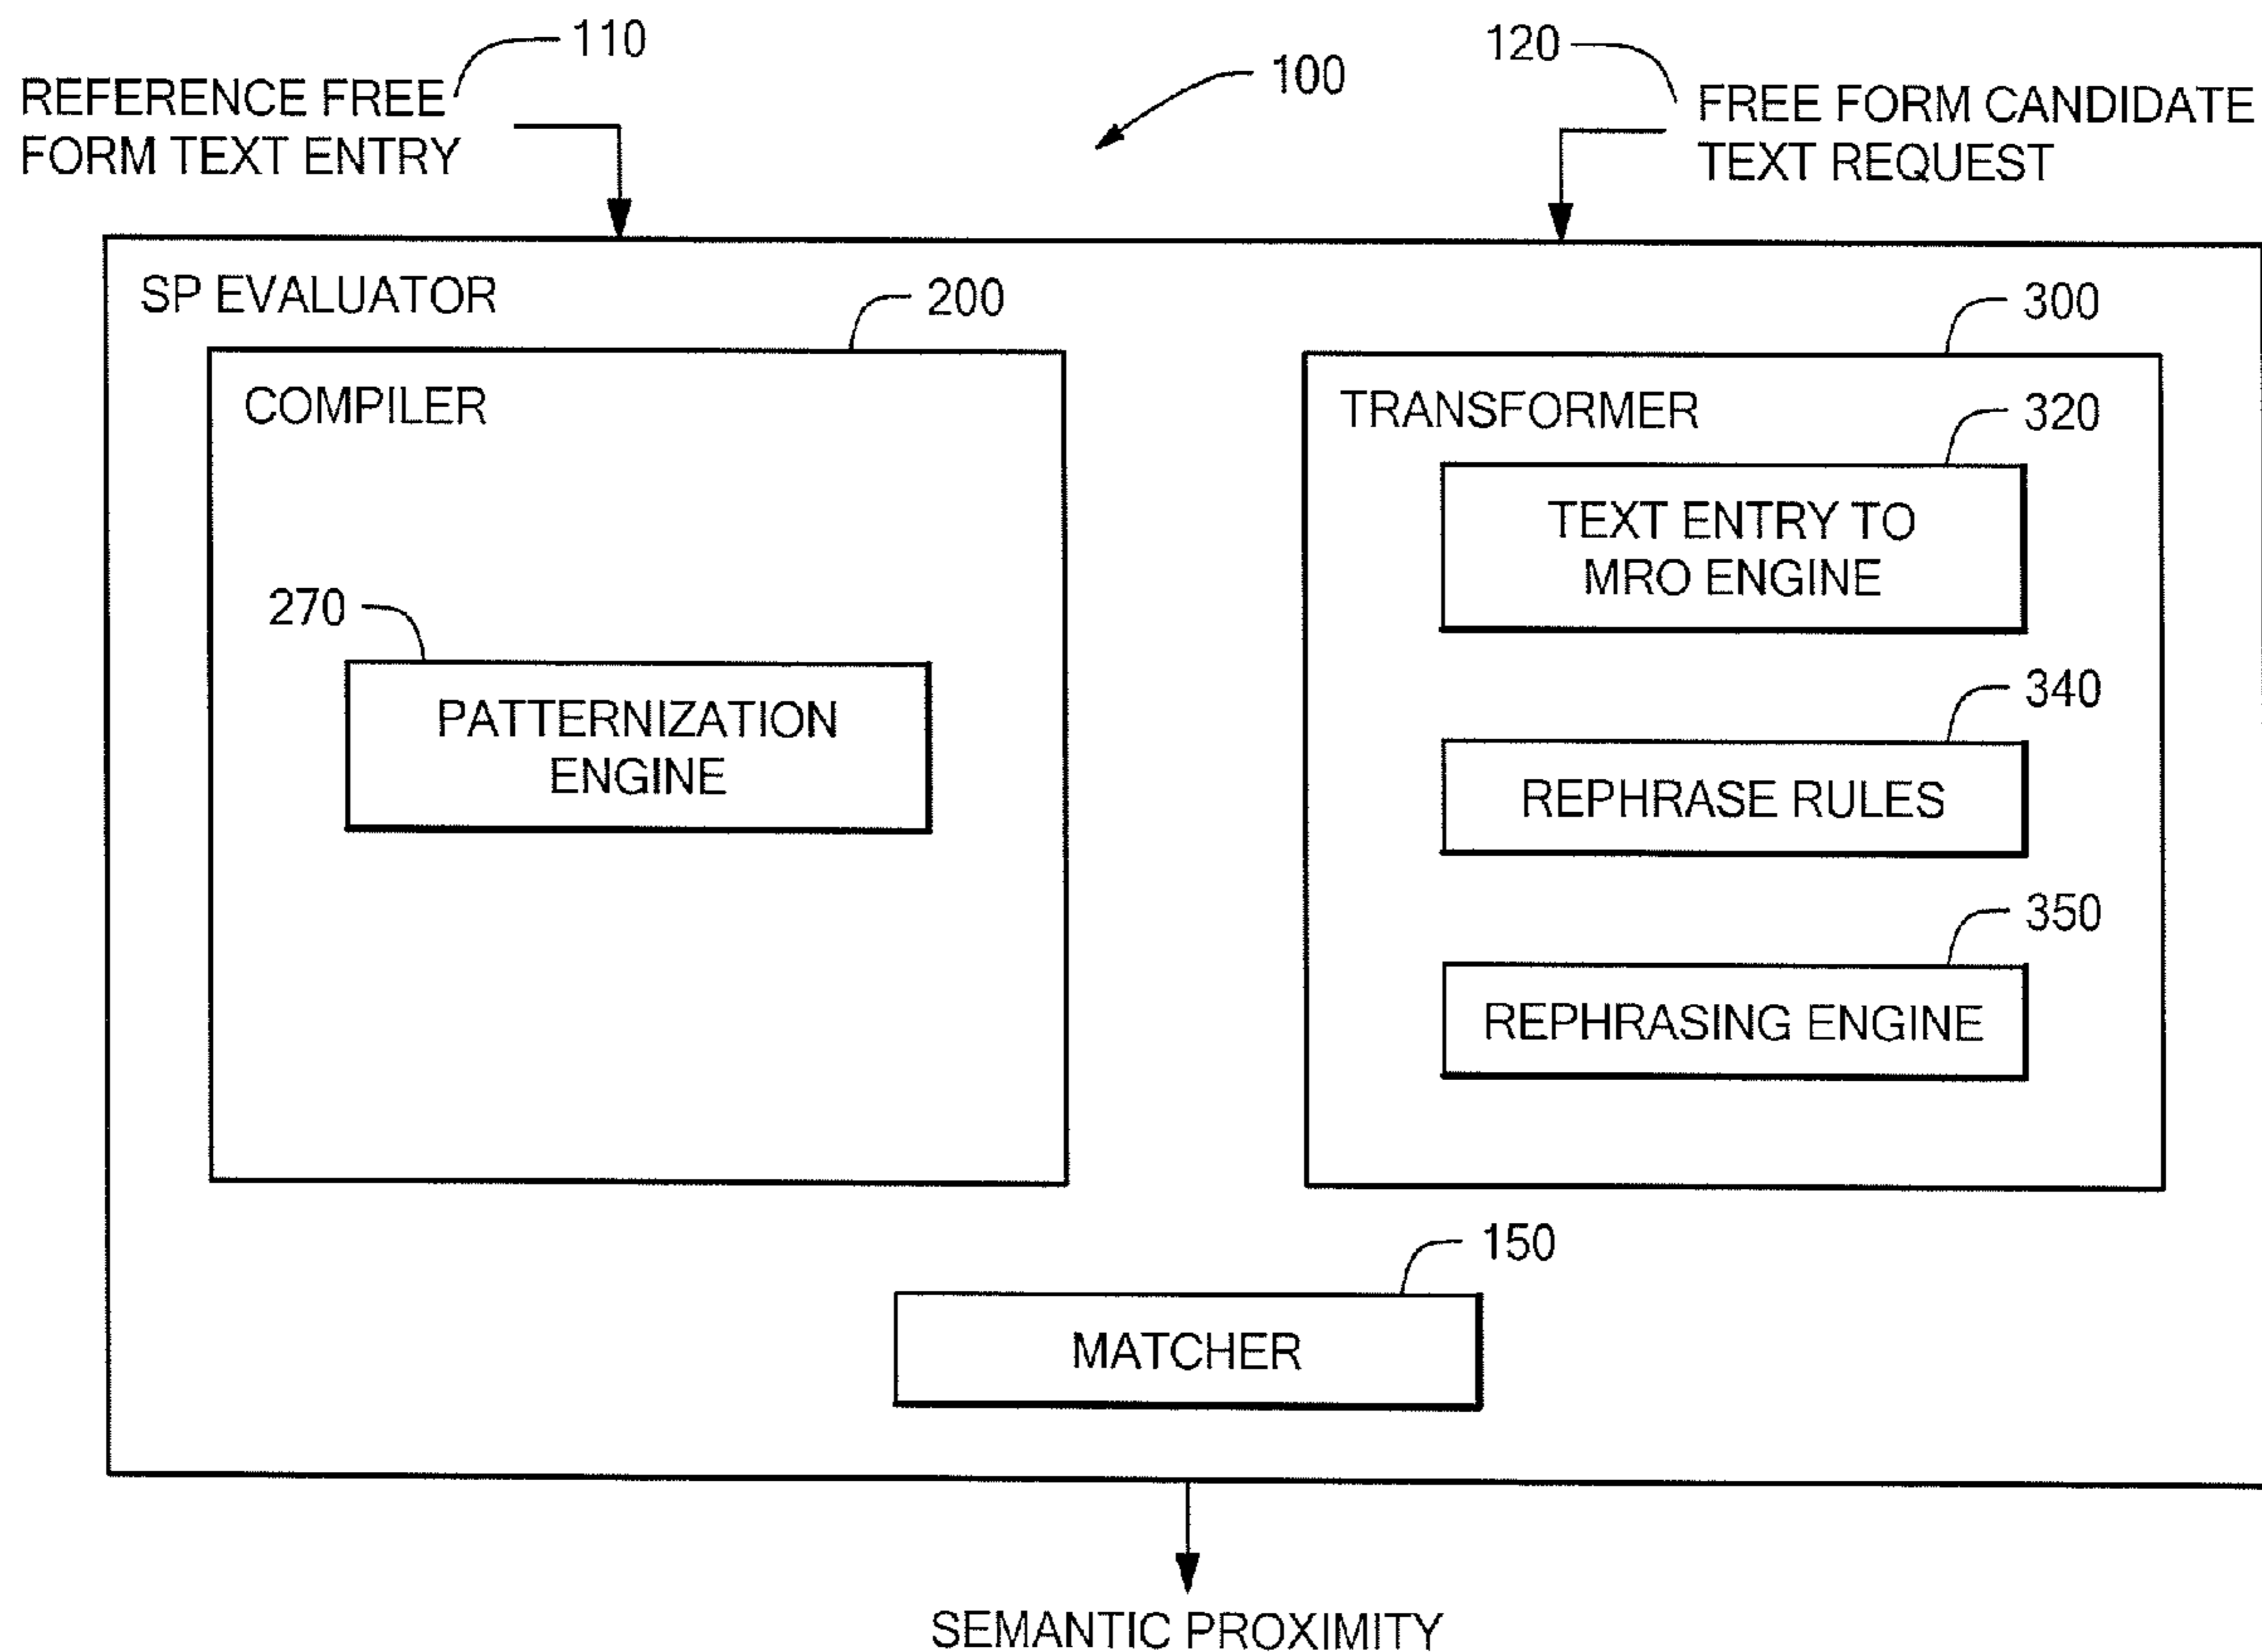 110
REFERENCE FREE
FORM TEXT ENTRY
100
120
FREE FORM CANDIDATE
TEXT REQUEST
SP EVALUATOR
200
COMPILER
270
PATTERNIZATION
ENGINE
300
TRANSFORMER
320
TEXT ENTRY TO
MRO ENGINE
340
REPHRASE RULES
350
REPHRASING ENGINE
150
MATCHER
SEMANTIC PROXIMITY